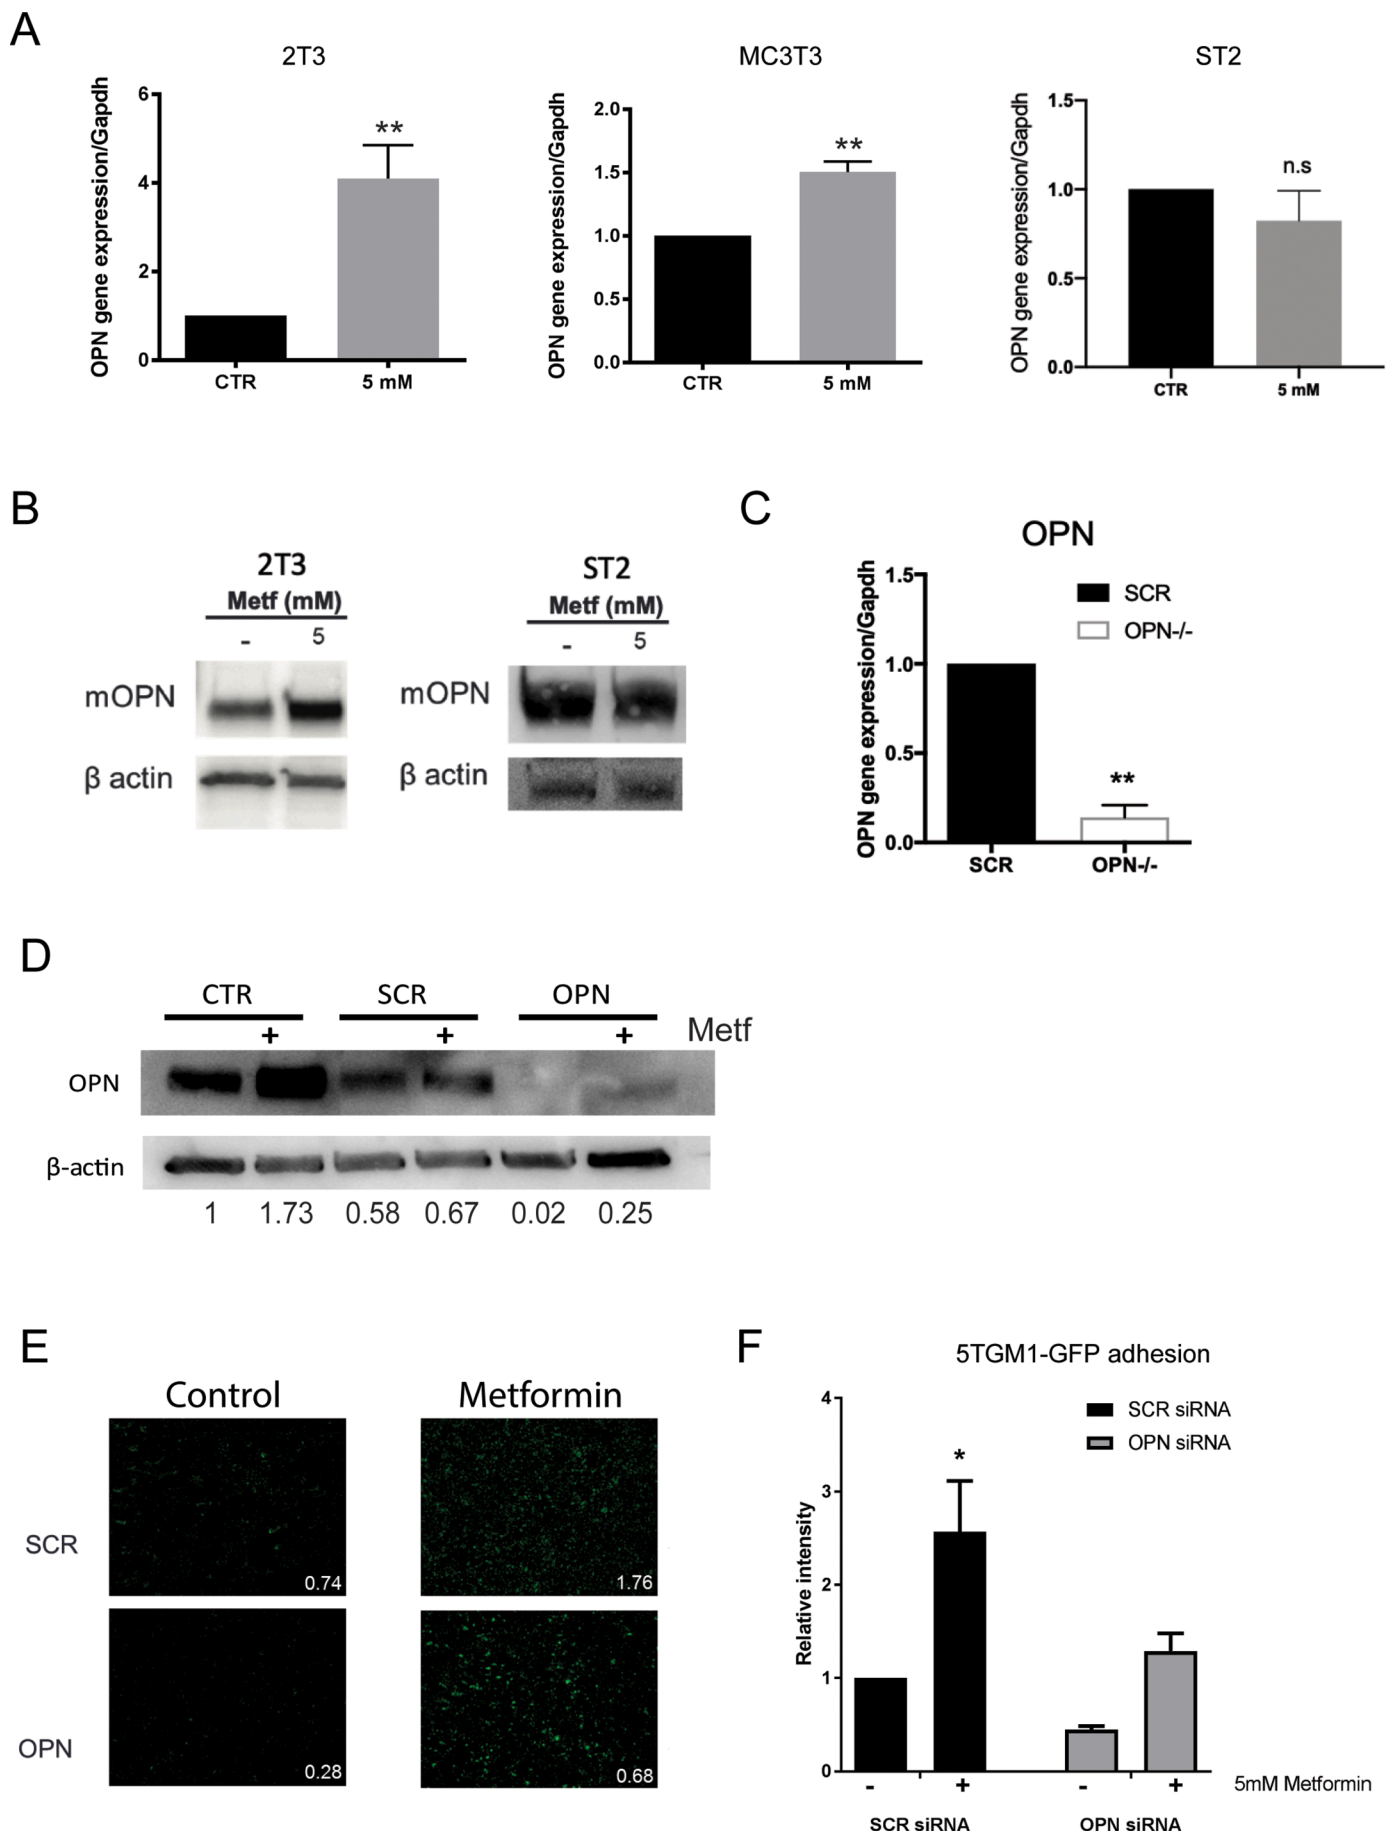 A
2T3
OPN gene expression/Gapdh
6
4
2
0
**
CTR
5 mM
MC3T3
OPN gene expression/Gapdh
2.0
1.5
1.0
0.5
0.0
**
CTR
5 mM
ST2
OPN gene expression/Gapdh
1.5
1.0
0.5
0.0
n.s
CTR
5 mM
B
2T3
Metf (mM)
- 5
mOPN
β actin
ST2
Metf (mM)
- 5
mOPN
β actin
C
OPN
OPN gene expression/Gapdh
1.5
1.0
0.5
0.0
SCR
OPN-/-
**
SCR
OPN-/-
D
CTR SCR OPN
+ + + Metf
OPN
β-actin
1 1.73 0.58 0.67 0.02 0.25
E
Control Metformin
SCR
0.74 1.76
OPN
0.28 0.68
F
5TGM1-GFP adhesion
Relative intensity
4
3
2
1
0
SCR siRNA
OPN siRNA
*
- + - + 5mM Metformin
SCR siRNA OPN siRNA